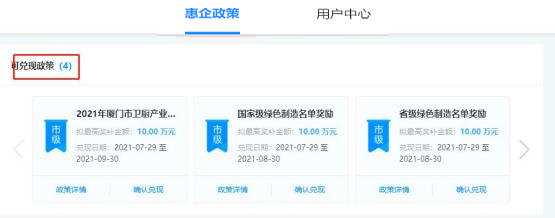 惠企政策 用户中心
可兑现政策（4）
市级
2021年厦门市卫厨产业...
拟最高奖补金额：10.00 万元
兑现日期：2021-07-29 至
2021-09-30
政策详情 确认兑现
市级
国家级绿色制造名单奖励
拟最高奖补金额：10.00 万元
兑现日期：2021-07-29 至
2021-08-30
政策详情 确认兑现
市级
省级绿色制造名单奖励
拟最高奖补金额：10.00 万元
兑现日期：2021-07-29 至
2021-08-30
政策详情 确认兑现